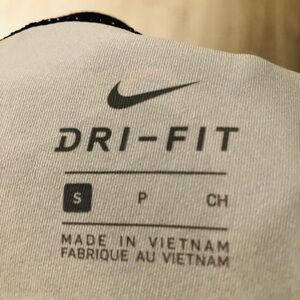 DRI-FIT
S P CH
MADE IN VIETNAM
FABRIQUE AU VIETNAM